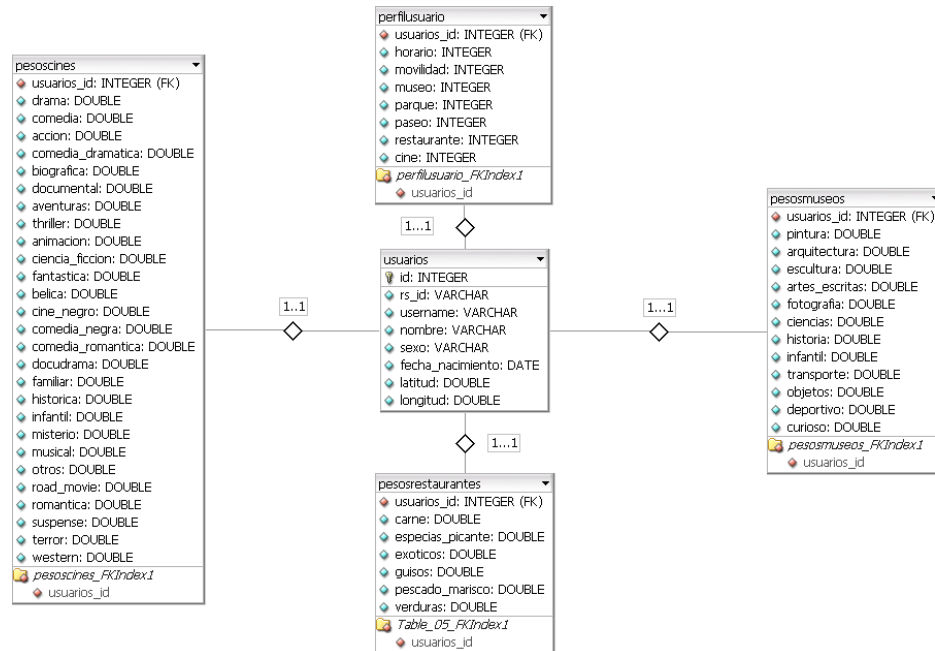 perfilusuario
usuarios_id: INTEGER (FK)
horario: INTEGER
movilidad: INTEGER
museo: INTEGER
parque: INTEGER
paseo: INTEGER
restaurante: INTEGER
cine: INTEGER
perfilusuario_FKIndex1
usuarios_id
pesoscines
usuarios_id: INTEGER (FK)
drama: DOUBLE
comedia: DOUBLE
accion: DOUBLE
comedia_dramatica: DOUBLE
biografica: DOUBLE
documental: DOUBLE
aventuras: DOUBLE
thriller: DOUBLE
animacion: DOUBLE
ciencia_ficcion: DOUBLE
fantastica: DOUBLE
belica: DOUBLE
cine_negro: DOUBLE
comedia_negra: DOUBLE
comedia_romantica: DOUBLE
docudrama: DOUBLE
familiar: DOUBLE
historica: DOUBLE
infantil: DOUBLE
misterio: DOUBLE
musical: DOUBLE
otros: DOUBLE
road_movie: DOUBLE
romantica: DOUBLE
suspense: DOUBLE
terror: DOUBLE
western: DOUBLE
pesoscines_FKIndex1
usuarios_id
1...1
1..1
1...1
1...1
usuarios
id: INTEGER
rs_id: VARCHAR
username: VARCHAR
nombre: VARCHAR
sexo: VARCHAR
fecha_nacimiento: DATE
latitud: DOUBLE
longitud: DOUBLE
pesosmuseos
usuarios_id: INTEGER (FK)
pintura: DOUBLE
arquitectura: DOUBLE
escultura: DOUBLE
artes_escritas: DOUBLE
fotografia: DOUBLE
ciencias: DOUBLE
historia: DOUBLE
infantil: DOUBLE
transporte: DOUBLE
objetos: DOUBLE
deportivo: DOUBLE
curioso: DOUBLE
pesosmuseos_FKIndex1
usuarios_id
pesosrestaurantes
usuarios_id: INTEGER (FK)
carne: DOUBLE
especias_picante: DOUBLE
exoticos: DOUBLE
guisos: DOUBLE
pescado_marisco: DOUBLE
verduras: DOUBLE
Table_05_FKIndex1
usuarios_id